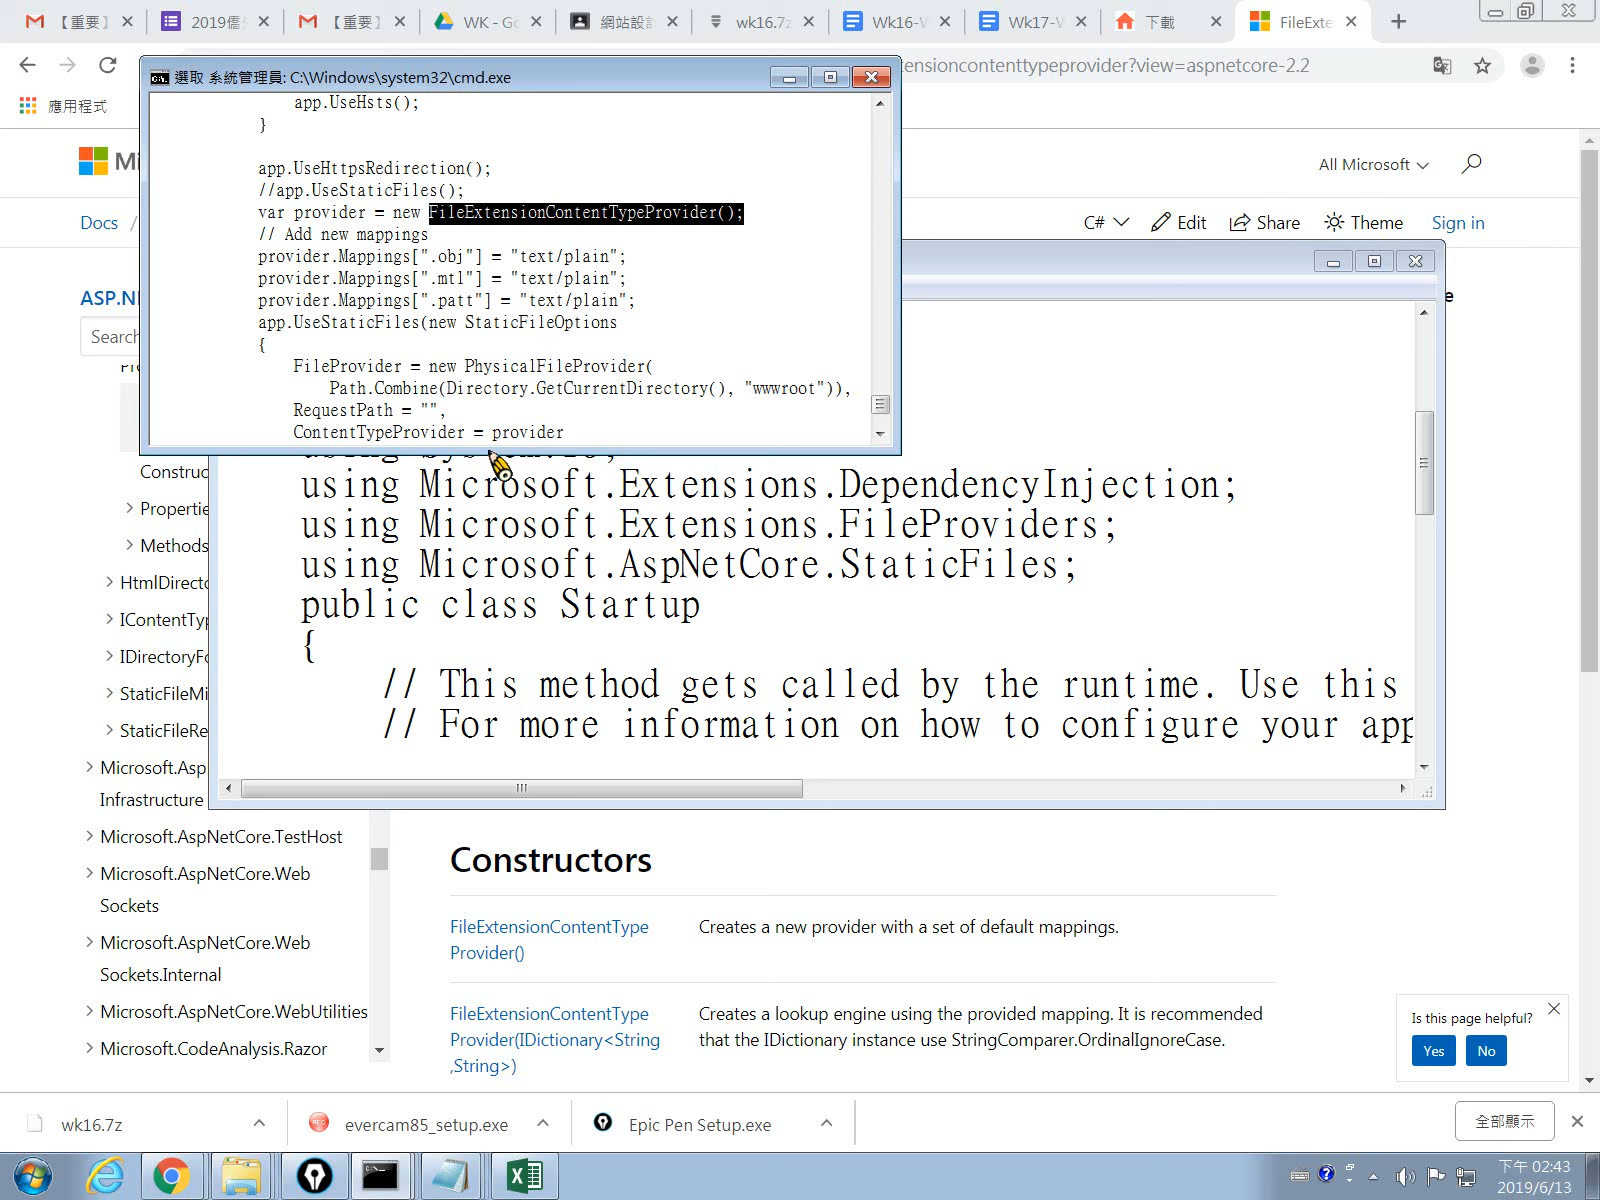 【重要】
2019僑
【重要】
WK - Go
網站設計
wk16.7z
Wk16-W
Wk17-W
下載
FileExte
ensioncontenttypeprovider?view=aspnetcore-2.2
應用程式
選取 系統管理員: C:\Windows\system32\cmd.exe
app.UseHsts();
}
app.UseHttpsRedirection();
//app.UseStaticFiles();
var provider = new FileExtensionContentTypeProvider();
// Add new mappings
provider.Mappings[".obj"] = "text/plain";
provider.Mappings[".mtl"] = "text/plain";
provider.Mappings[".patt"] = "text/plain";
app.UseStaticFiles(new StaticFileOptions
{
FileProvider = new PhysicalFileProvider(
Path.Combine(Directory.GetCurrentDirectory(), "wwwroot")),
RequestPath = "",
ContentTypeProvider = provider
Mi
All Microsoft
Docs /
C#
Edit
Share
Theme
Sign in
ASP.NE
Search
Construc
Propertie
Methods
HtmlDirecto
IContentTyp
IDirectoryFo
StaticFileMi
StaticFileRe
Microsoft.Asp
Infrastructure
Microsoft.AspNetCore.TestHost
Microsoft.AspNetCore.Web
Sockets
Microsoft.AspNetCore.Web
Sockets.Internal
Microsoft.AspNetCore.WebUtilities
Microsoft.CodeAnalysis.Razor
using System.IO;
using Microsoft.Extensions.DependencyInjection;
using Microsoft.Extensions.FileProviders;
using Microsoft.AspNetCore.StaticFiles;
public class Startup
{
// This method gets called by the runtime. Use this
// For more information on how to configure your app
Constructors
FileExtensionContentType
Provider()
Creates a new provider with a set of default mappings.
FileExtensionContentType
Provider(IDictionary<String
,String>)
Creates a lookup engine using the provided mapping. It is recommended
that the IDictionary instance use StringComparer.OrdinalIgnoreCase.
Is this page helpful?
Yes
No
wk16.7z
evercam85_setup.exe
Epic Pen Setup.exe
全部顯示
下午 02:43
2019/6/13